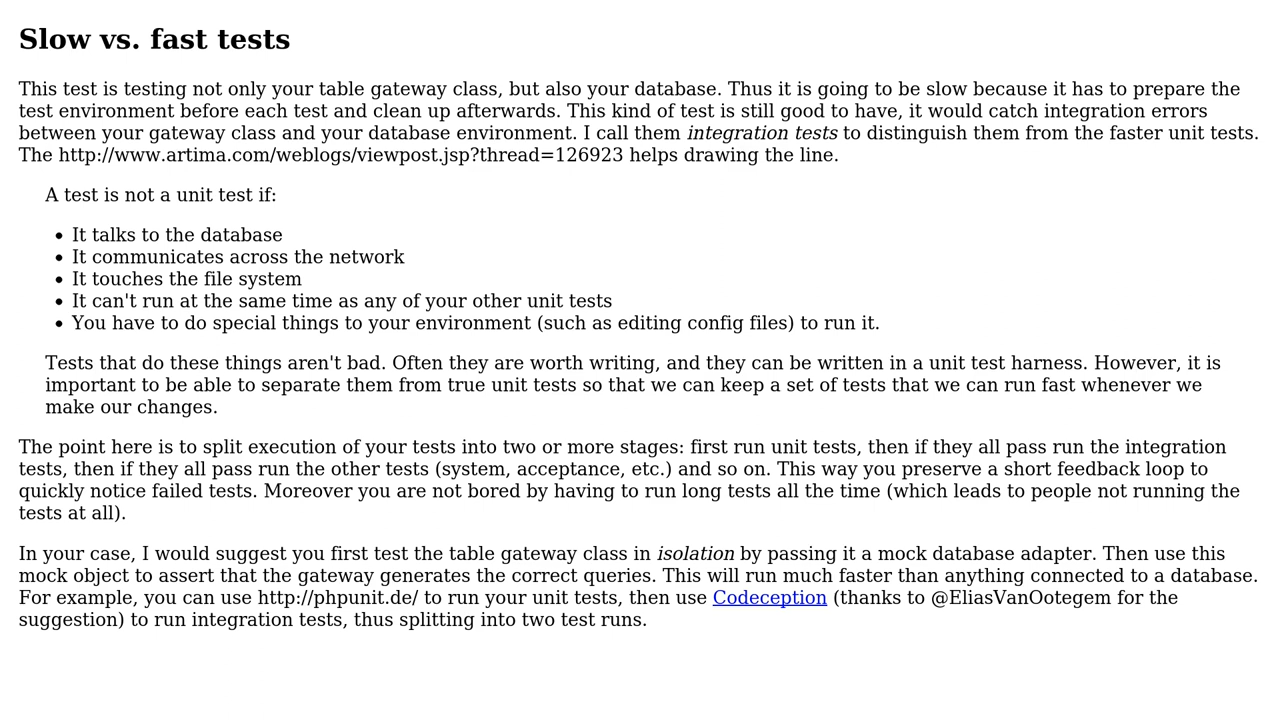 Slow vs. fast tests
This test is testing not only your table gateway class, but also your database. Thus it is going to be slow because it has to prepare the
test environment before each test and clean up afterwards. This kind of test is still good to have, it would catch integration errors
between your gateway class and your database environment. I call them integration tests to distinguish them from the faster unit tests.
The http://www.artima.com/weblogs/viewpost.jsp?thread=126923 helps drawing the line.
A test is not a unit test if:
• It talks to the database
• It communicates across the network
• It touches the file system
• It can't run at the same time as any of your other unit tests
• You have to do special things to your environment (such as editing config files) to run it.
Tests that do these things aren't bad. Often they are worth writing, and they can be written in a unit test harness. However, it is
important to be able to separate them from true unit tests so that we can keep a set of tests that we can run fast whenever we
make our changes.
The point here is to split execution of your tests into two or more stages: first run unit tests, then if they all pass run the integration
tests, then if they all pass run the other tests (system, acceptance, etc.) and so on. This way you preserve a short feedback loop to
quickly notice failed tests. Moreover you are not bored by having to run long tests all the time (which leads to people not running the
tests at all).
In your case, I would suggest you first test the table gateway class in isolation by passing it a mock database adapter. Then use this
mock object to assert that the gateway generates the correct queries. This will run much faster than anything connected to a database.
For example, you can use http://phpunit.de/ to run your unit tests, then use Codeception (thanks to @EliasVanOotegem for the
suggestion) to run integration tests, thus splitting into two test runs.